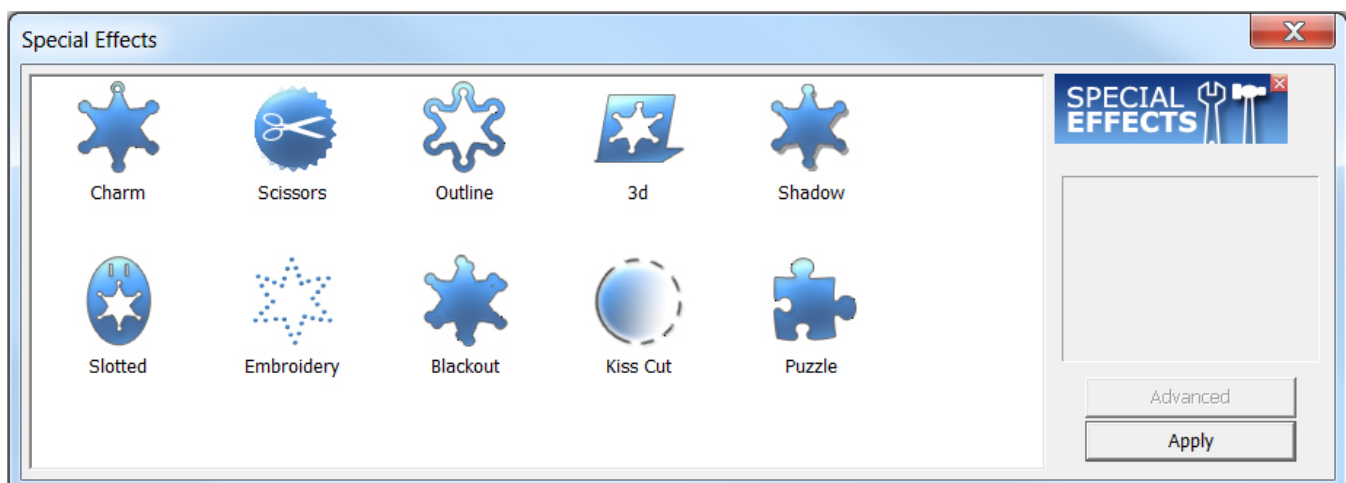 Special Effects
SPECIAL
EFFECTS
Charm
Scissors
Outline
3d
Shadow
Slotted
Embroidery
Blackout
Kiss Cut
Puzzle
Advanced
Apply